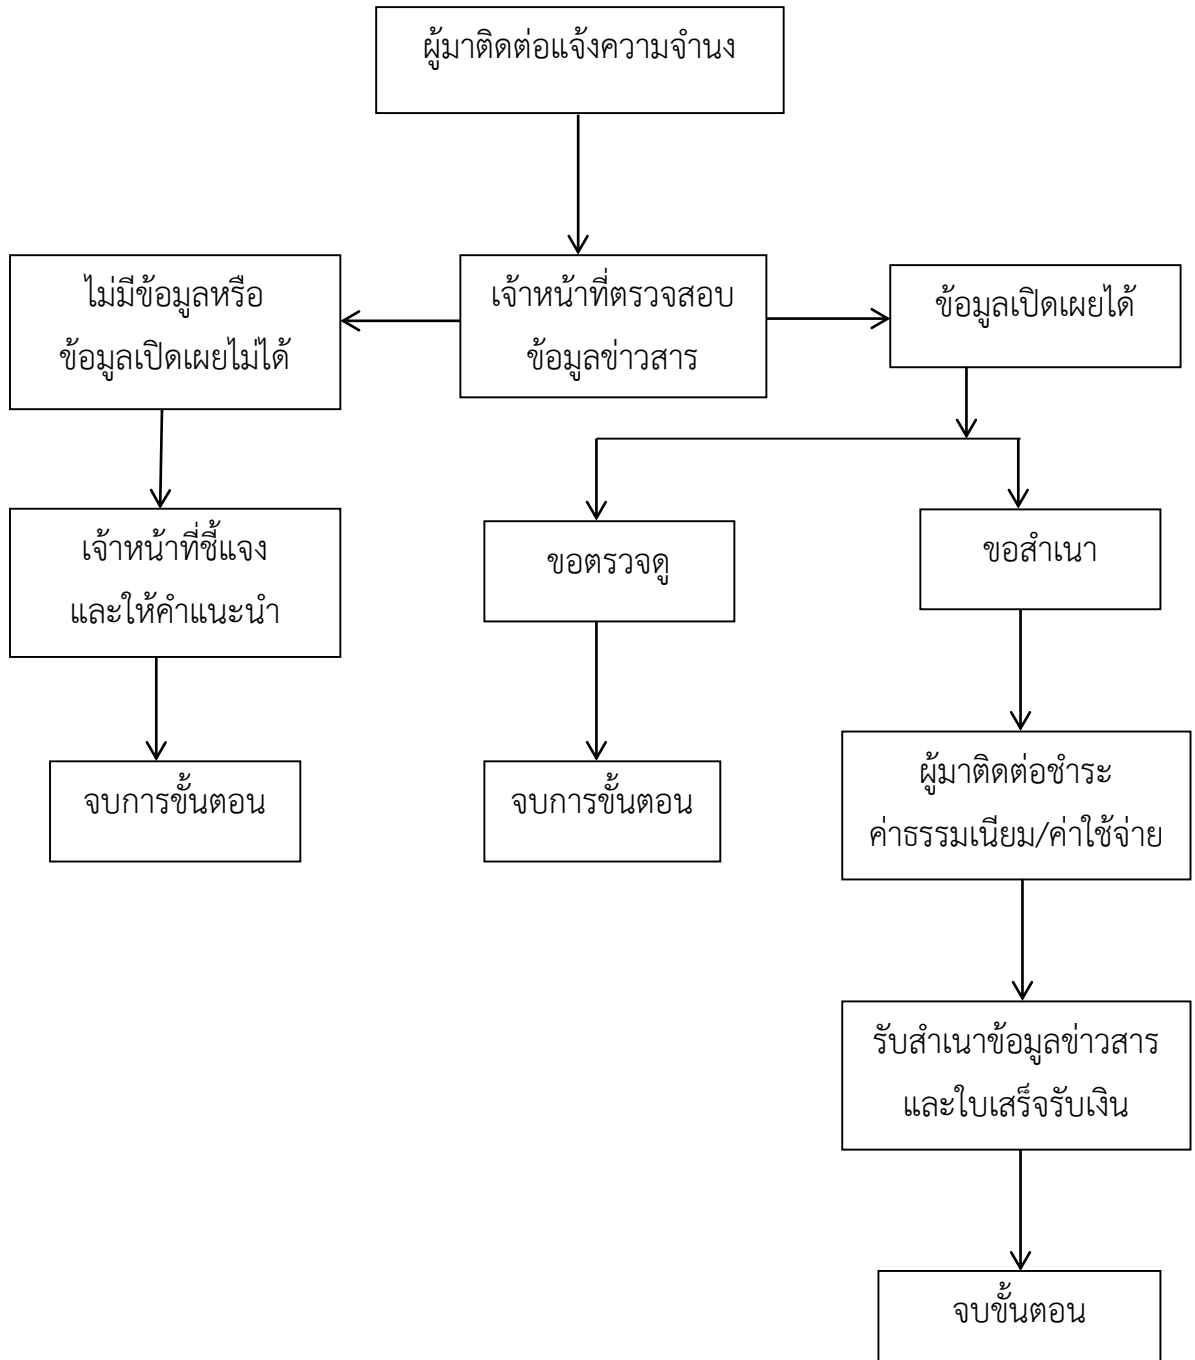 ผู้มาติดต่อแจ้งความจำนง
ไม่มีข้อมูลหรือ
ข้อมูลเปิดเผยไม่ได้
เจ้าหน้าที่ตรวจสอบ
ข้อมูลข่าวสาร
ข้อมูลเปิดเผยได้
เจ้าหน้าที่ชี้แจง
และให้คำแนะนำ
ขอตรวจดู
ขอสำเนา
จบการขั้นตอน
จบการขั้นตอน
ผู้มาติดต่อชำระ
ค่าธรรมเนียม/ค่าใช้จ่าย
รับสำเนาข้อมูลข่าวสาร
และใบเสร็จรับเงิน
จบขั้นตอน